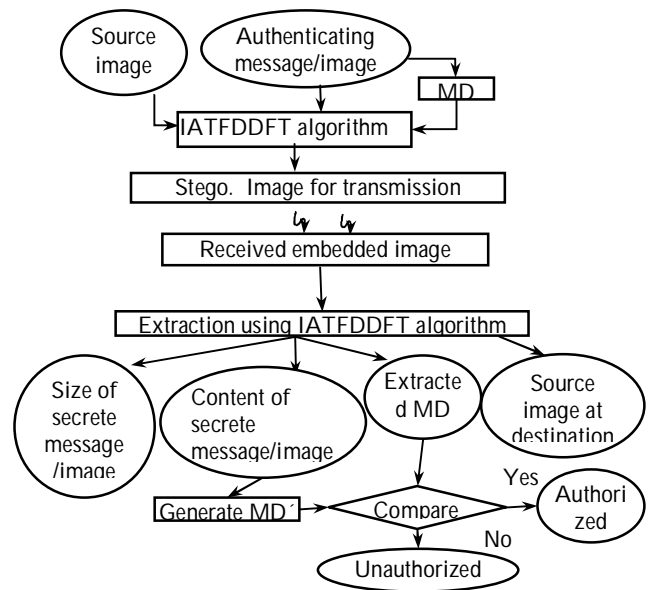 Source
image
Authenticating
message/image
MD
IATFDDFT algorithm
Stego. Image for transmission
Received embedded image
Extraction using IATFDDFT algorithm
Size of
secrete
message
/image
Content of
secrete
message/image
Extracte
d MD
Source
image at
destination
Generate MD´
Compare
Yes
Authori
zed
No
Unauthorized